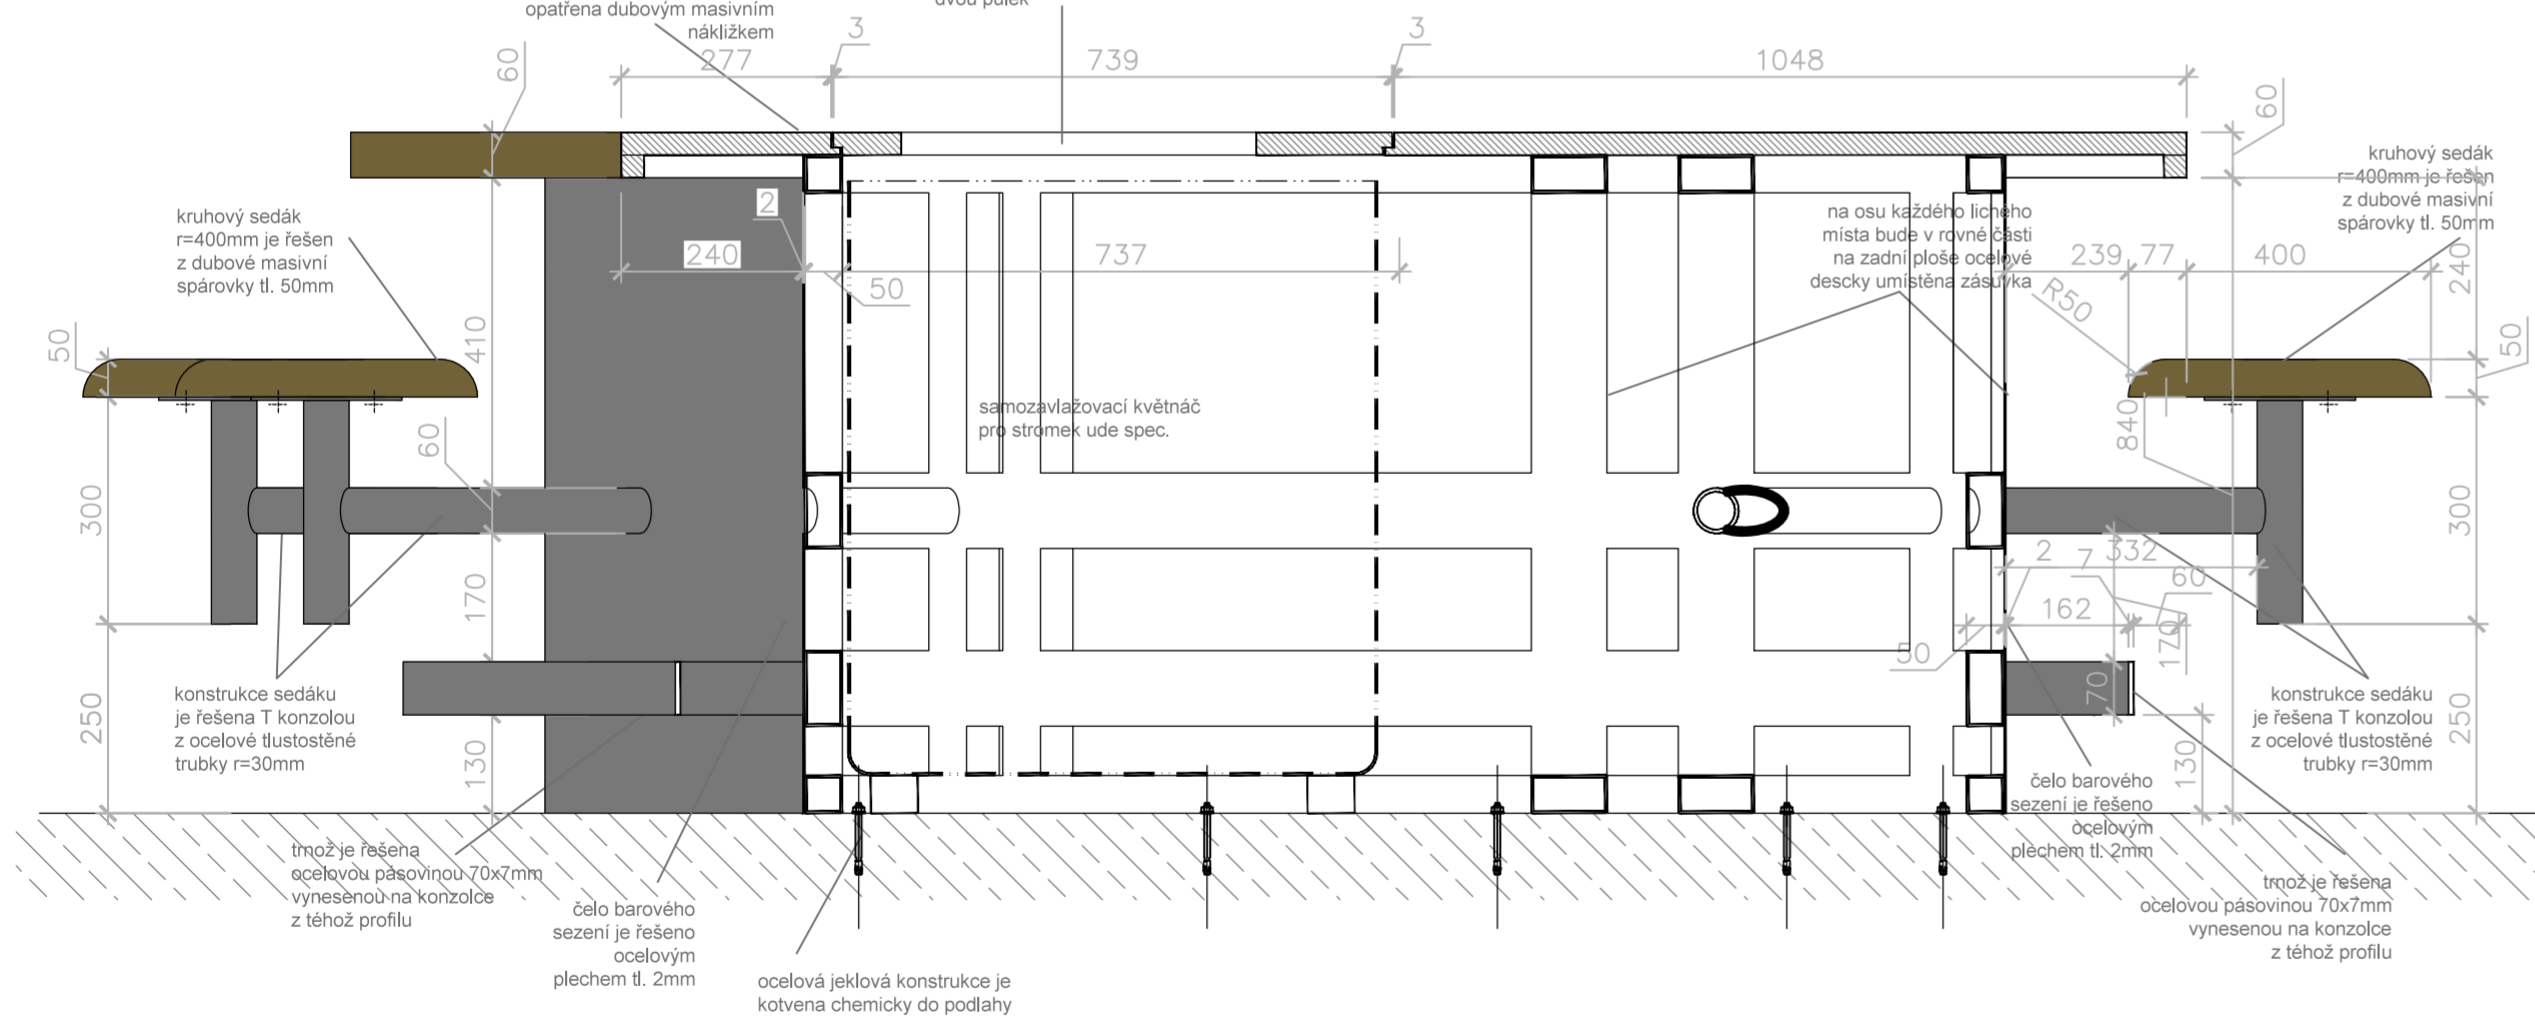 opatřena dubovým masivním
nákližkem
dvou půlek
3
3
277
739
1048
60
60
kruhový sedák
r=400mm je řešen
z dubové masivní
spárovky tl. 50mm
kruhový sedák
r=400mm je řešen
z dubové masivní
spárovky tl. 50mm
2
240
50
737
na osu každého lichého
místa bude v rovné části
na zadní ploše ocelové
descky umístěna zásuvka
239
77
400
240
R50
50
50
410
60
300
170
250
130
samozavlažovací květnáč
pro stromek ude spec.
840
300
250
2
7
332
60
162
170
50
70
130
konstrukce sedáku
je řešena T konzolou
z ocelové tlustostěné
trubky r=30mm
konstrukce sedáku
je řešena T konzolou
z ocelové tlustostěné
trubky r=30mm
čelo barového
sezení je řešeno
ocelovým
plechem tl. 2mm
trnož je řešena
ocelovou pásovinou 70x7mm
vynesenou na konzolce
z téhož profilu
čelo barového
sezení je řešeno
ocelovým
plechem tl. 2mm
trnož je řešena
ocelovou pásovinou 70x7mm
vynesenou na konzolce
z téhož profilu
ocelová jeklová konstrukce je
kotvena chemicky do podlahy